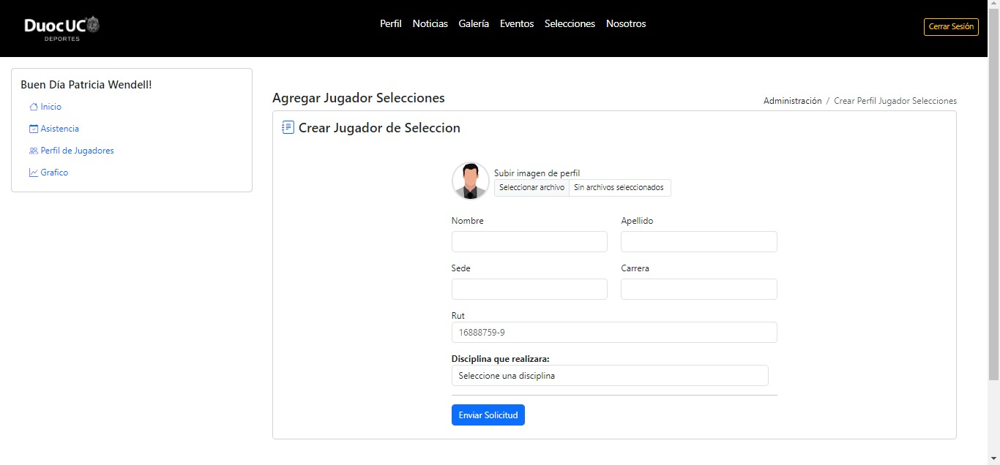 Duoc UC
DEPORTES
Perfil Noticias Galería Eventos Selecciones Nosotros
Cerrar Sesión
Buen Día Patricia Wendell!
Inicio
Asistencia
Perfil de Jugadores
Grafico
Agregar Jugador Selecciones
Administración / Crear Perfil Jugador Selecciones
Crear Jugador de Seleccion
Subir imagen de perfil
Seleccionar archivo Sin archivos seleccionados
Nombre Apellido
Sede Carrera
Rut
16888759-9
Disciplina que realizara:
Seleccione una disciplina
Enviar Solicitud